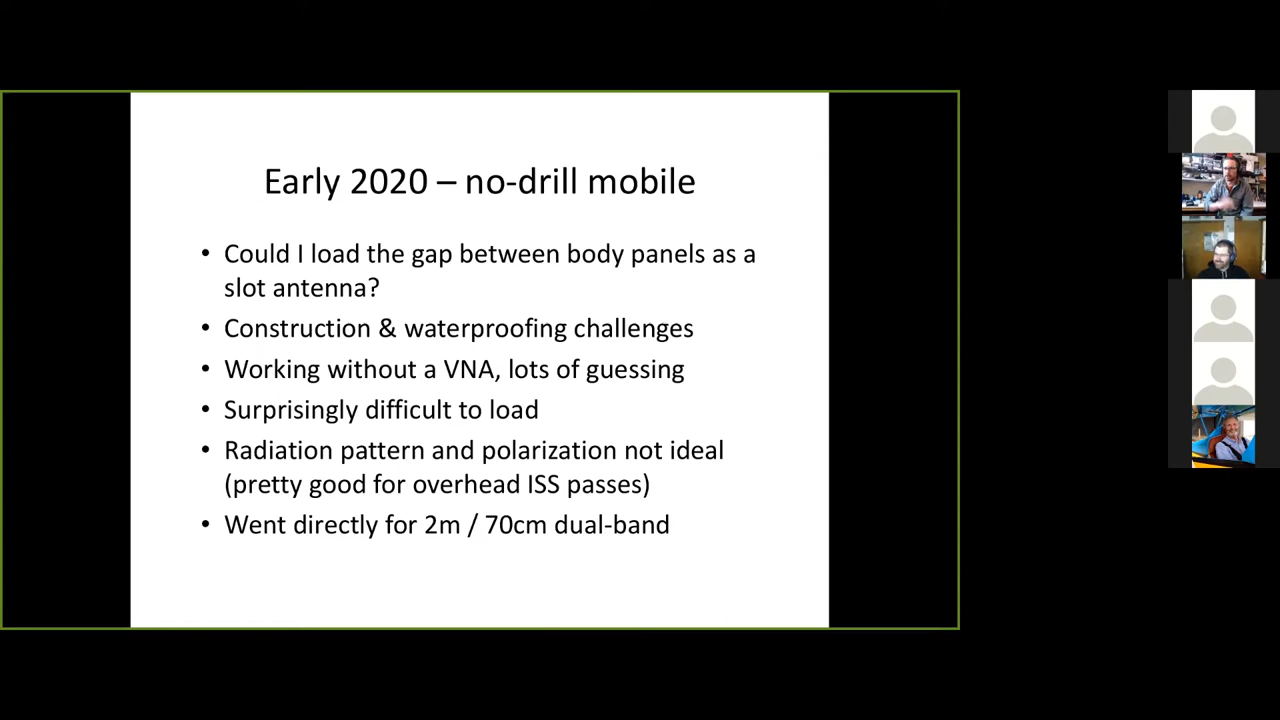 Early 2020 – no-drill mobile
• Could I load the gap between body panels as a
slot antenna?
• Construction & waterproofing challenges
• Working without a VNA, lots of guessing
• Surprisingly difficult to load
• Radiation pattern and polarization not ideal
(pretty good for overhead ISS passes)
• Went directly for 2m / 70cm dual-band